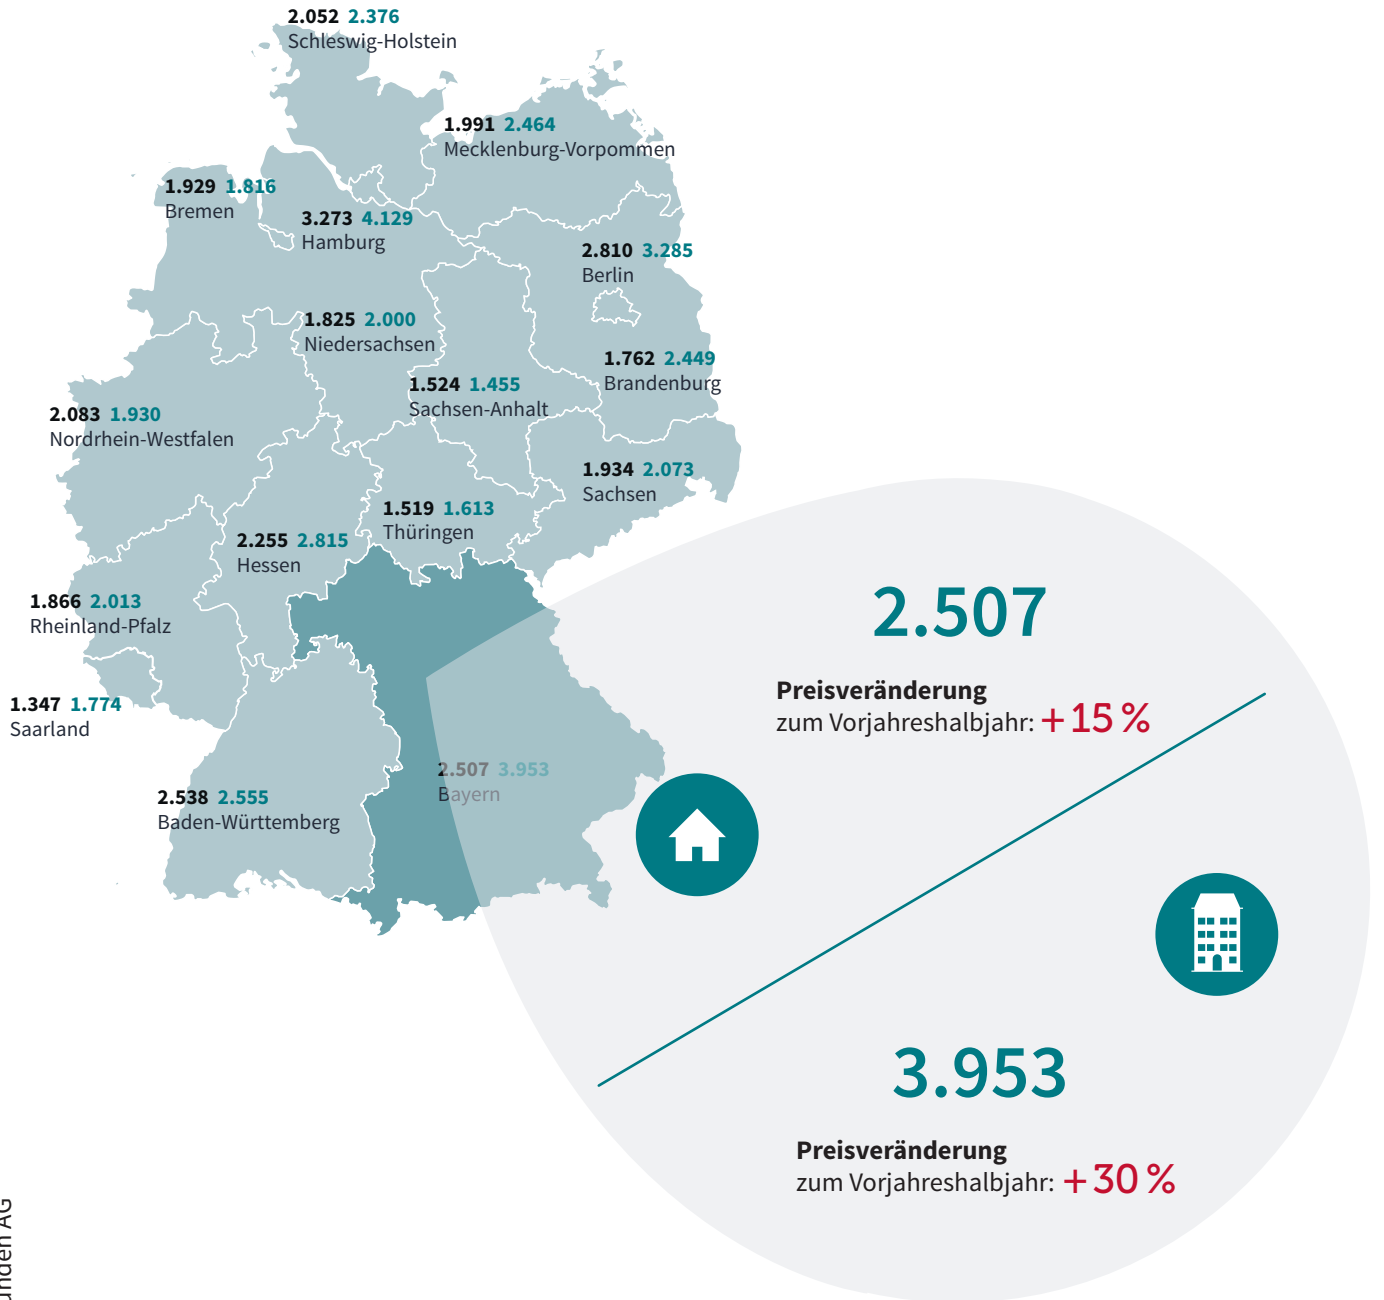 2.052 2.376
Schleswig-Holstein
1.991 2.464
Mecklenburg-Vorpommen
1.929 1.816
Bremen
3.273 4.129
Hamburg
2.810 3.285
Berlin
1.825 2.000
Niedersachsen
1.762 2.449
Brandenburg
1.524 1.455
Sachsen-Anhalt
2.083 1.930
Nordrhein-Westfalen
1.934 2.073
Sachsen
1.519 1.613
Thüringen
2.255 2.815
Hessen
1.866 2.013
Rheinland-Pfalz
1.347 1.774
Saarland
2.507 3.953
Bayern
2.538 2.555
Baden-Württemberg
2.507
Preisveränderung
zum Vorjahreshalbjahr: +15 %
3.953
Preisveränderung
zum Vorjahreshalbjahr: +30 %
AG